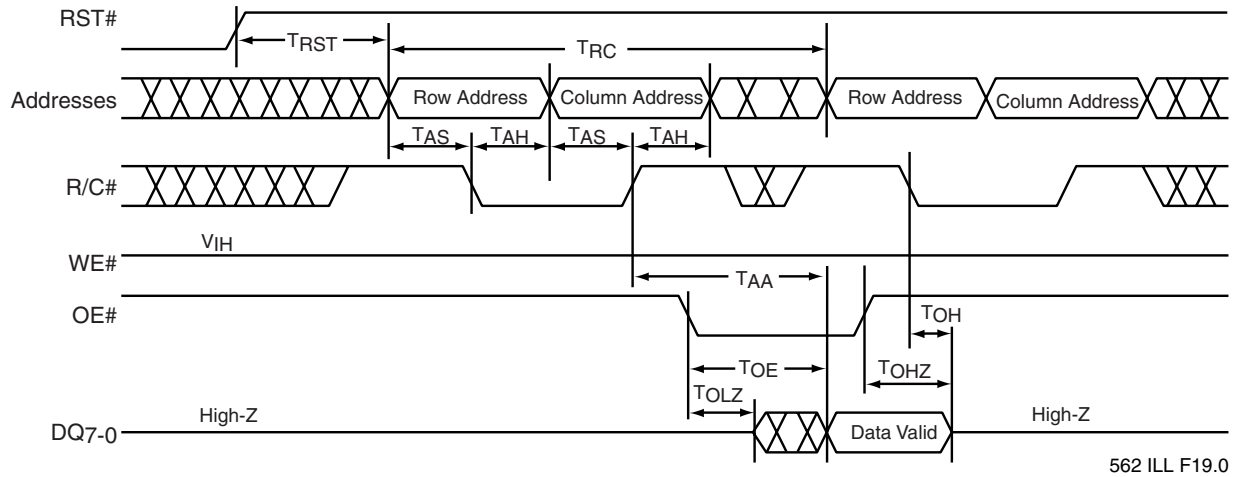 RST#
TRST
TRC
Addresses
Row Address
Column Address
Row Address
Column Address
TAS
TAH
TAS
TAH
R/C#
VIH
WE#
TAA
OE#
TOH
TOE
TOHZ
TOLZ
High-Z
High-Z
DQ7-0
Data Valid
562 ILL F19.0